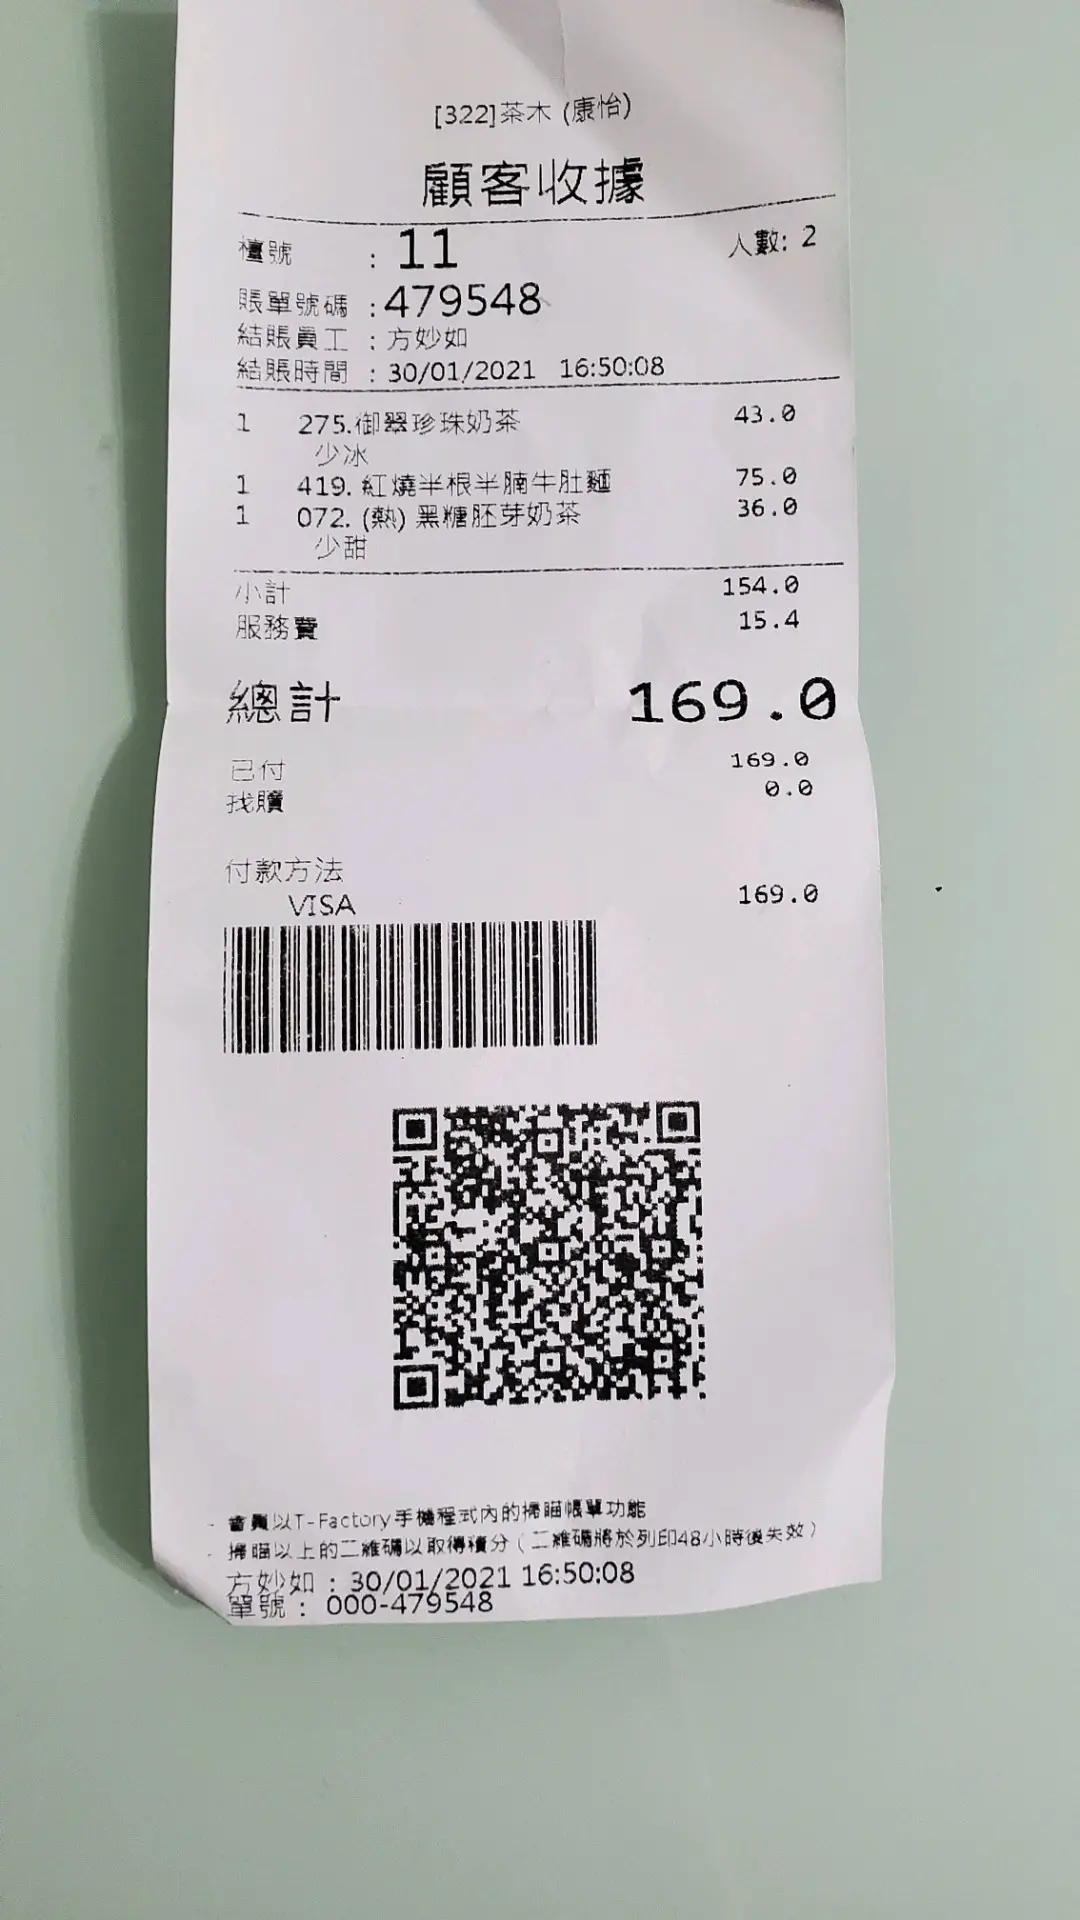 [322]茶木 (康怡)
顧客收據
檯號 : 11 人數: 2
賬單號碼 : 479548
結賬員工 : 方妙如
結賬時間 : 30/01/2021 16:50:08
1 275.御翠珍珠奶茶 43.0
少冰
1 419. 紅燒半根半腩牛肚麵 75.0
1 072. (熱) 黑糖胚芽奶茶 36.0
少甜
小計 154.0
服務費 15.4
總計 169.0
已付 169.0
找贖 0.0
付款方法
VISA 169.0
- 會員以T-Factory手機程式內的掃瞄帳單功能
- 掃瞄以上的二維碼以取得積分 (二維碼將於列印48小時後失效)
方妙如 : 30/01/2021 16:50:08
單號 : 000-479548